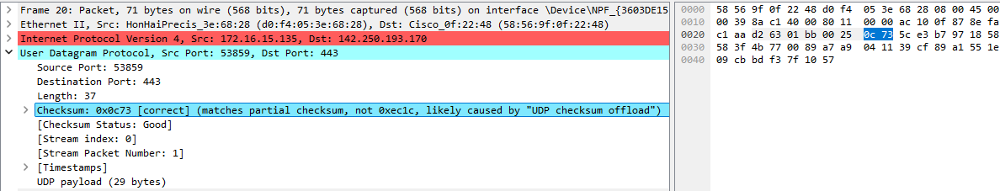 Frame 20: Packet, 71 bytes on wire (568 bits), 71 bytes captured (568 bits) on interface \Device\NPF_{3603DE15
Ethernet II, Src: HonHaiPrecis_3e:68:28 (d0:f4:05:3e:68:28), Dst: Cisco_0f:22:48 (58:56:9f:0f:22:48)
Internet Protocol Version 4, Src: 172.16.15.135, Dst: 142.250.193.170
User Datagram Protocol, Src Port: 53859, Dst Port: 443
Source Port: 53859
Destination Port: 443
Length: 37
Checksum: 0x0c73 [correct] (matches partial checksum, not 0xec1c, likely caused by "UDP checksum offload")
[Checksum Status: Good]
[Stream index: 0]
[Stream Packet Number: 1]
[Timestamps]
UDP payload (29 bytes)
0000 58 56 9f 0f 22 48 d0 f4 05 3e 68 28 08 00 45 00
0010 00 39 8a c1 40 00 80 11 00 00 ac 10 0f 87 8e fa
0020 c1 aa d2 63 01 bb 00 25 0c 73 5c e3 b7 97 18 58
0030 58 3f 4b 77 00 89 a7 a9 04 11 39 cf 89 a1 55 1e
0040 09 cb bd f3 7f 10 57